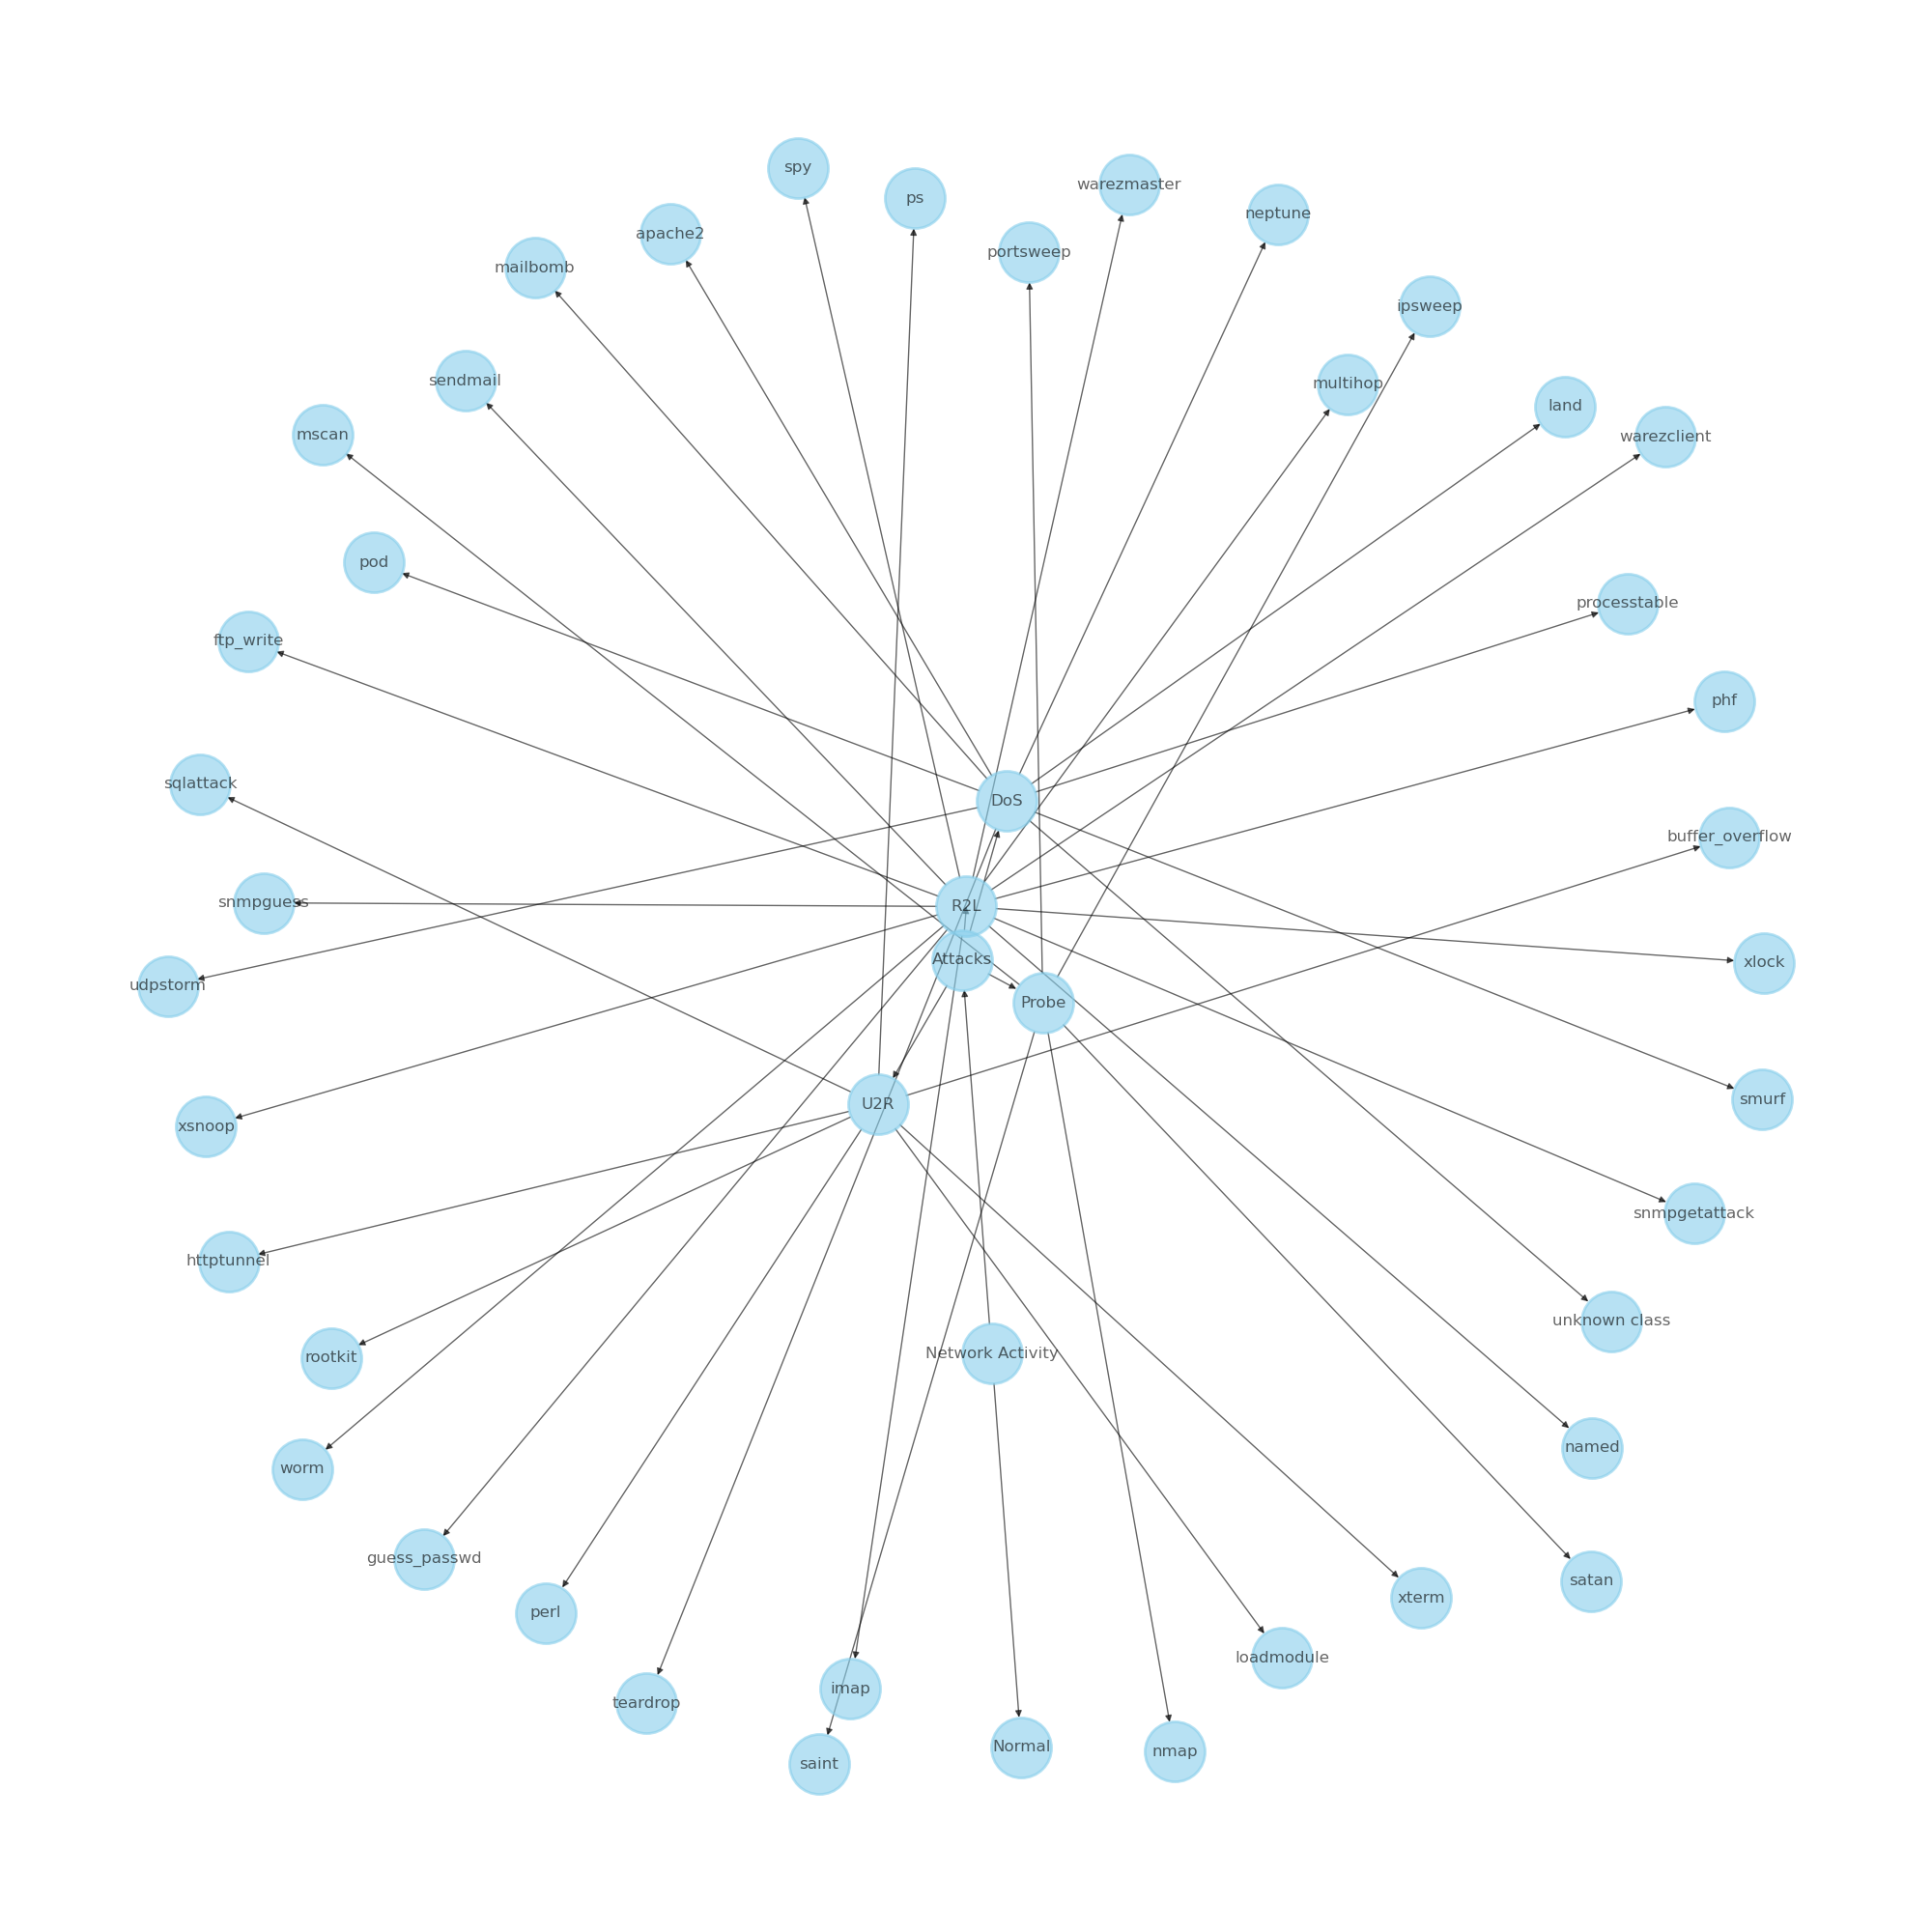 spy
warezmaster
ps
neptune
apache2
portsweep
mailbomb
ipsweep
sendmail
multihop
land
mscan
warezclient
pod
processtable
ftp_write
phf
sqlattack
DoS
buffer_overflow
snmpguess
R2L
Attacks
xlock
udpstorm
Probe
smurf
U2R
xsnoop
snmpgetattack
httptunnel
unknown class
Network Activity
rootkit
named
worm
guess_passwd
satan
xterm
perl
loadmodule
imap
teardrop
Normal
nmap
saint